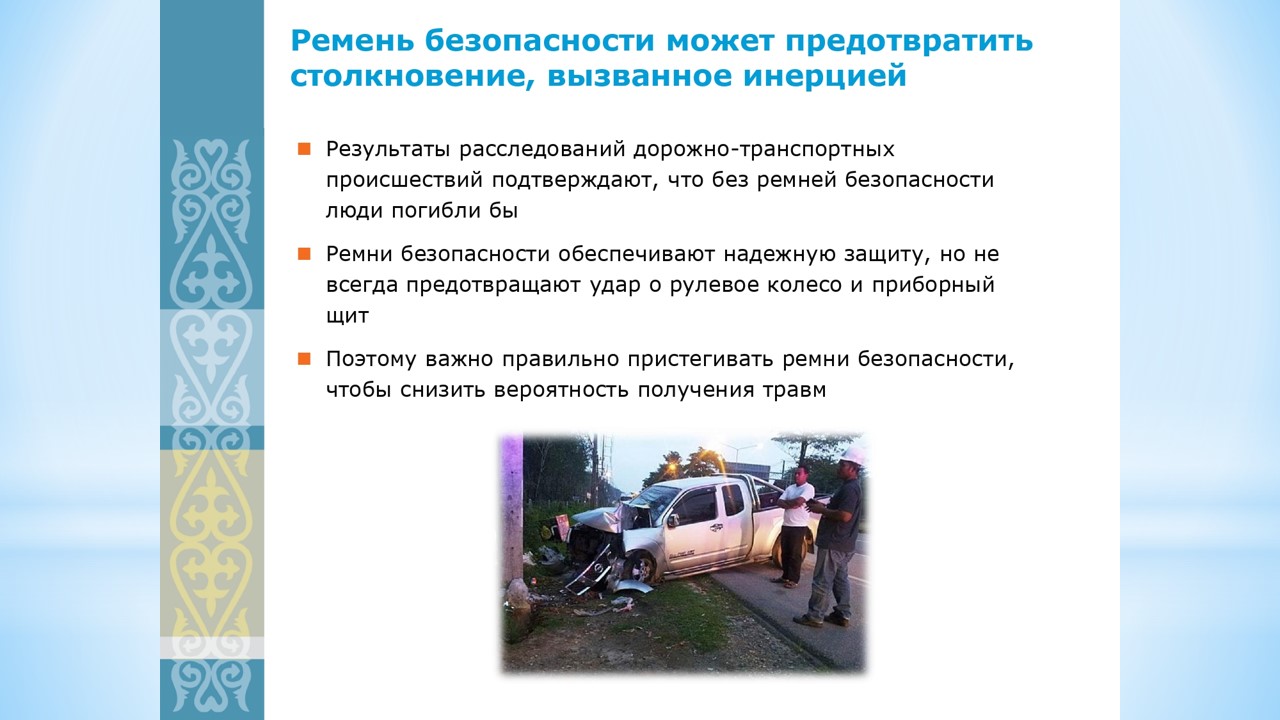 Ремень безопасности может предотвратить
столкновение, вызванное инерцией
Результаты расследований дорожно-транспортных
происшествий подтверждают, что без ремней безопасности
люди погибли бы
Ремни безопасности обеспечивают надежную защиту, но не
всегда предотвращают удар о рулевое колесо и приборный
щит
Поэтому важно правильно пристегивать ремни безопасности,
чтобы снизить вероятность получения травм